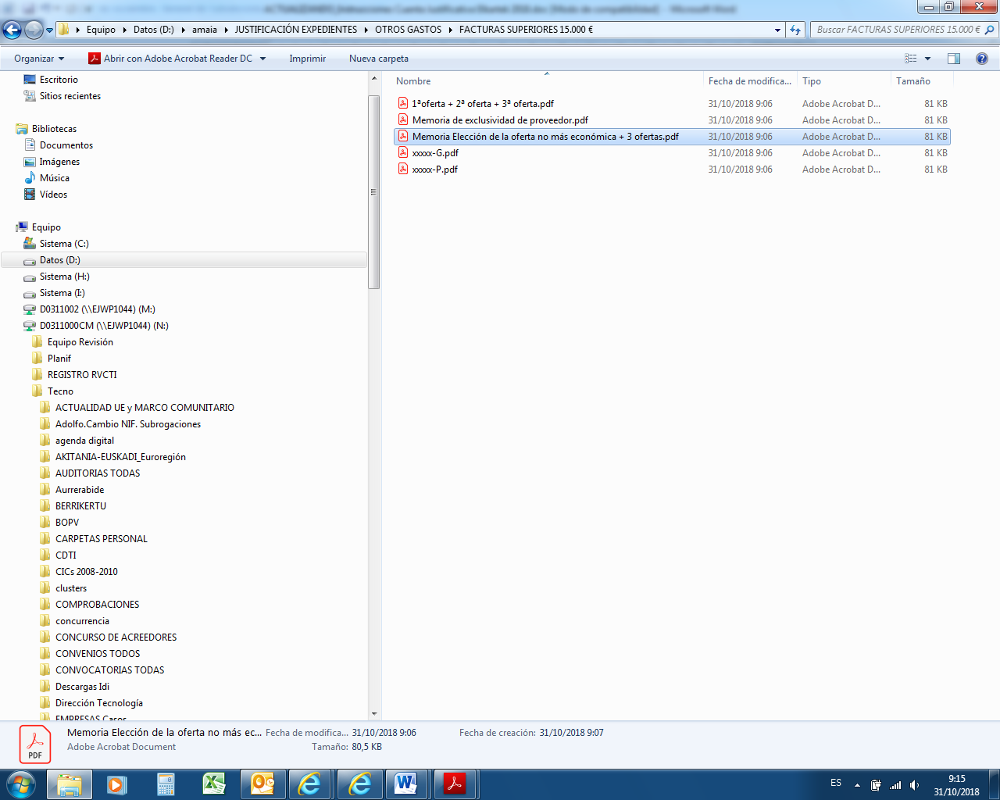 Equipo Datos (D:) amaia JUSTIFICACIÓN EXPEDIENTES OTROS GASTOS FACTURAS SUPERIORES 15.000 €
Buscar FACTURAS SUPERIORES 15.000 €
Organizar Abrir con Adobe Acrobat Reader DC Imprimir Nueva carpeta
Escritorio
Sitios recientes
Bibliotecas
Documentos
Imágenes
Música
Vídeos
Equipo
Sistema (C:)
Datos (D:)
Sistema (H:)
Sistema (I:)
D0311002 (\\EJWP1044) (M:)
D0311000CM (\\EJWP1044) (N:)
Equipo Revisión
Planif
REGISTRO RVCTI
Tecno
ACTUALIDAD UE y MARCO COMUNITARIO
Adolfo.Cambio NIF. Subrogaciones
agenda digital
AKITANIA-EUSKADI_Euroregión
AUDITORIAS TODAS
Aurrerabide
BERRIKERTU
BOPV
CARPETAS PERSONAL
CDTI
CICs 2008-2010
clusters
COMPROBACIONES
concurrencia
CONCURSO DE ACREEDORES
CONVENIOS TODOS
CONVOCATORIAS TODAS
Descargas Idi
Dirección Tecnología
EMPRESAS Casos
Nombre Fecha de modifica... Tipo Tamaño
1ªoferta + 2ª oferta + 3ª oferta.pdf 31/10/2018 9:06 Adobe Acrobat D... 81 KB
Memoria de exclusividad de proveedor.pdf 31/10/2018 9:06 Adobe Acrobat D... 81 KB
Memoria Elección de la oferta no más económica + 3 ofertas.pdf 31/10/2018 9:06 Adobe Acrobat D... 81 KB
xxxxx-G.pdf 31/10/2018 9:06 Adobe Acrobat D... 81 KB
xxxxx-P.pdf 31/10/2018 9:06 Adobe Acrobat D... 81 KB
PDF
Memoria Elección de la oferta no más ec... Fecha de modifica... 31/10/2018 9:06 Fecha de creación: 31/10/2018 9:07
Adobe Acrobat Document Tamaño: 80,5 KB
ES
9:15
31/10/2018